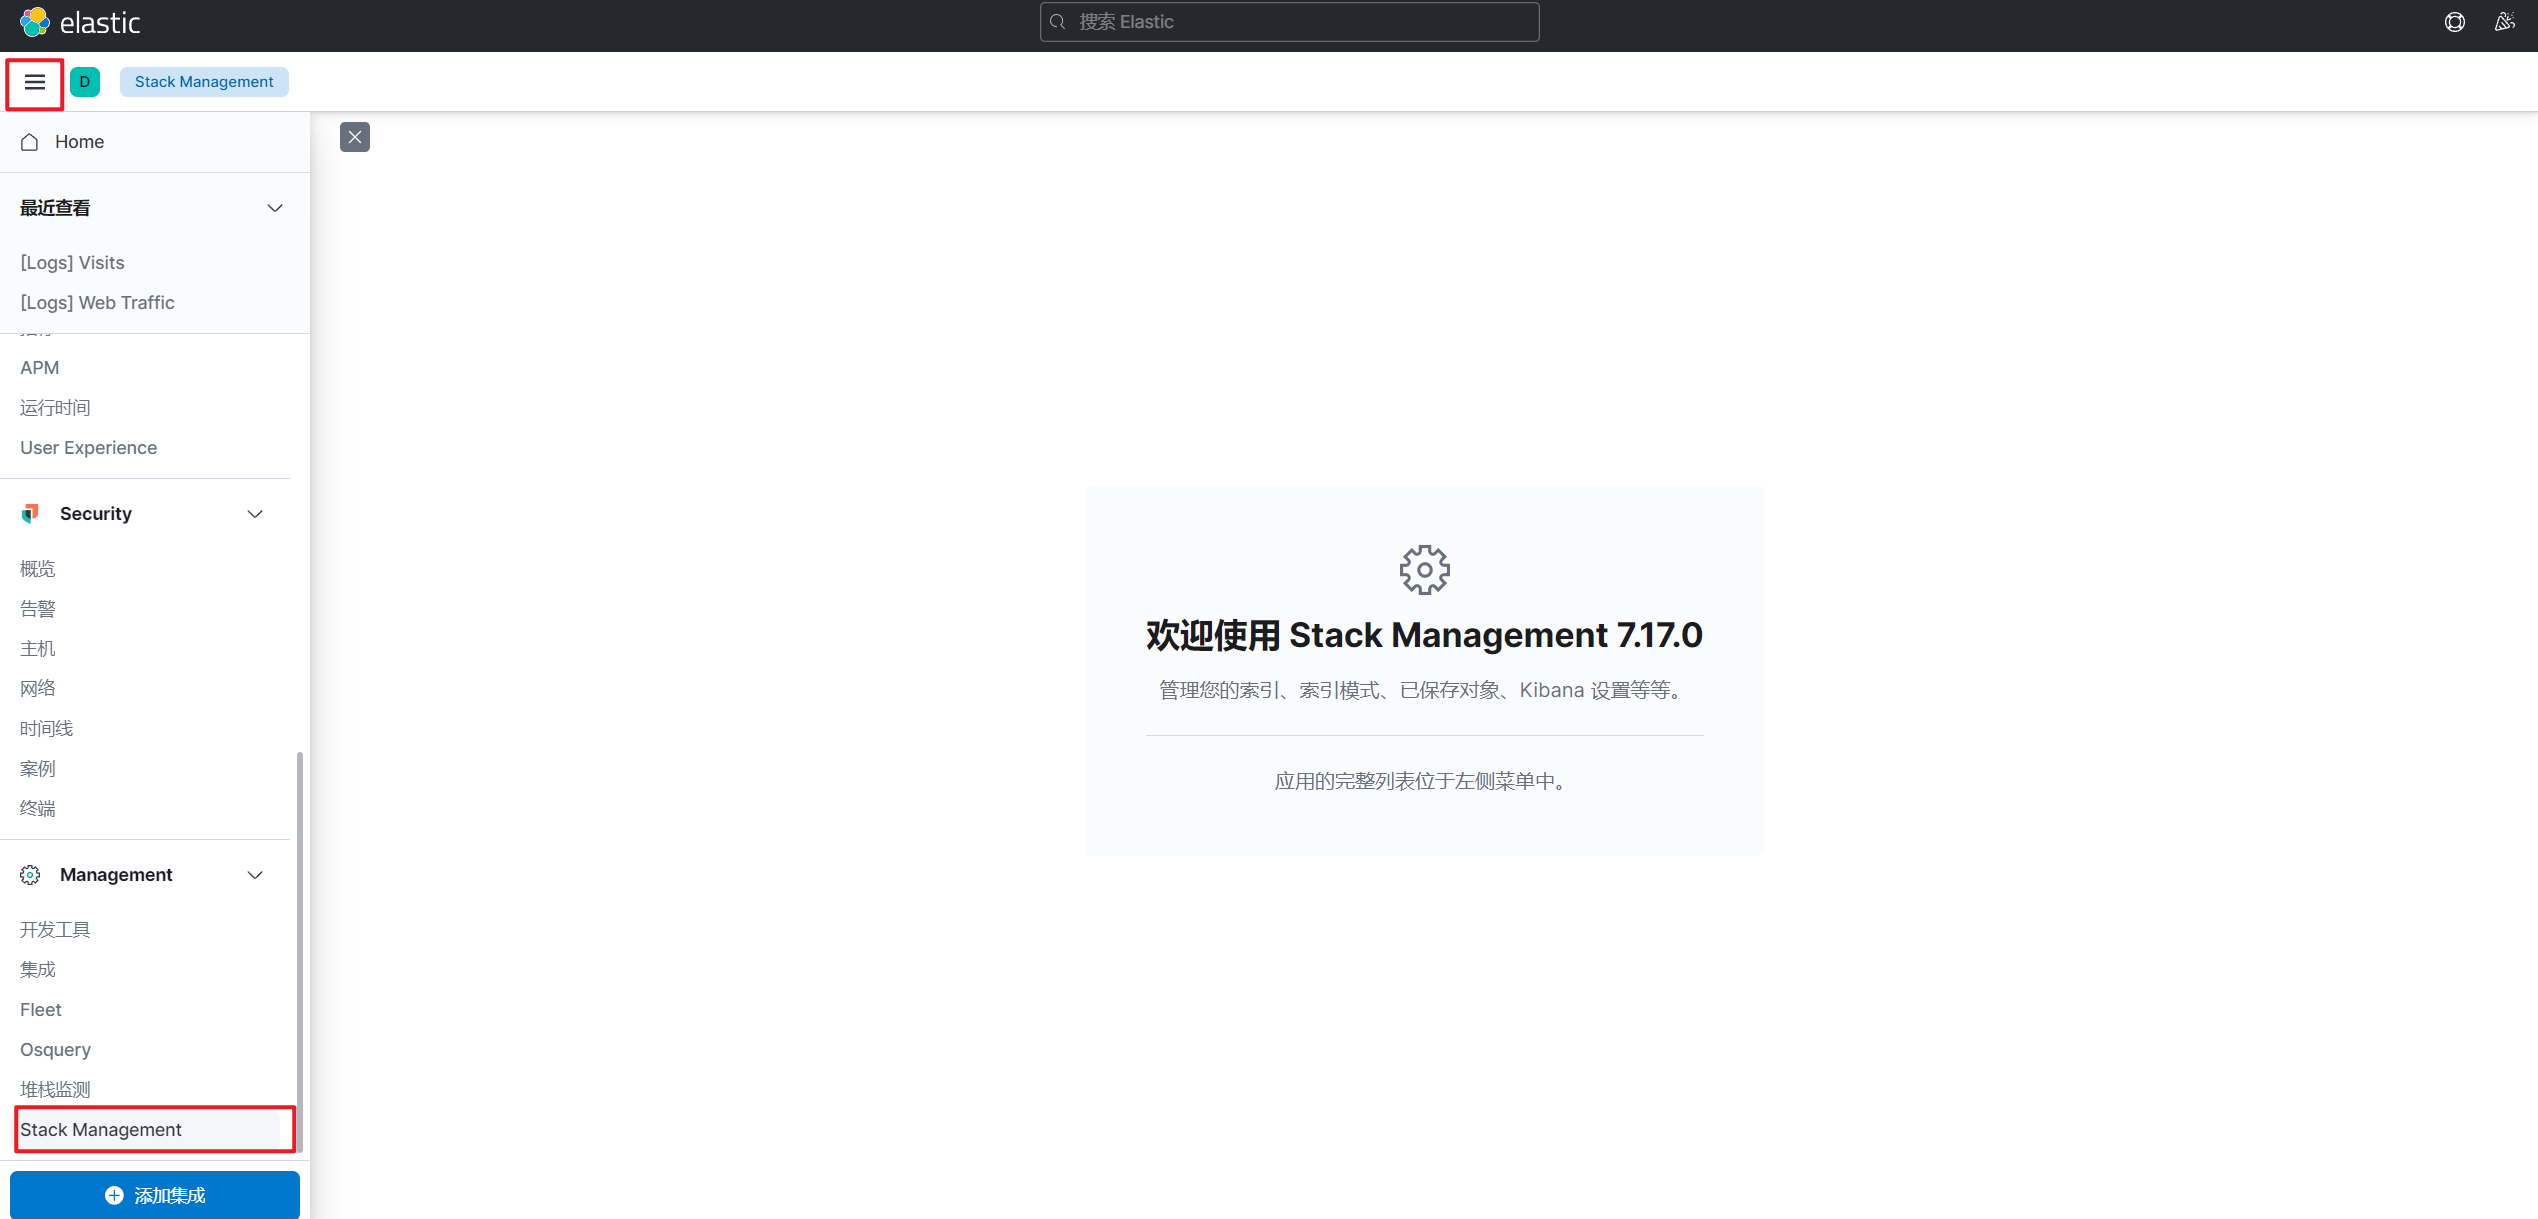 elastic
搜索 Elastic
D
Stack Management
Home
最近查看
[Logs] Visits
[Logs] Web Traffic
APM
运行时间
User Experience
Security
概览
告警
主机
网络
时间线
案例
终端
Management
开发工具
集成
Fleet
Osquery
堆栈监测
Stack Management
添加集成
欢迎使用 Stack Management 7.17.0
管理您的索引、索引模式、已保存对象、Kibana 设置等等。
应用的完整列表位于左侧菜单中。